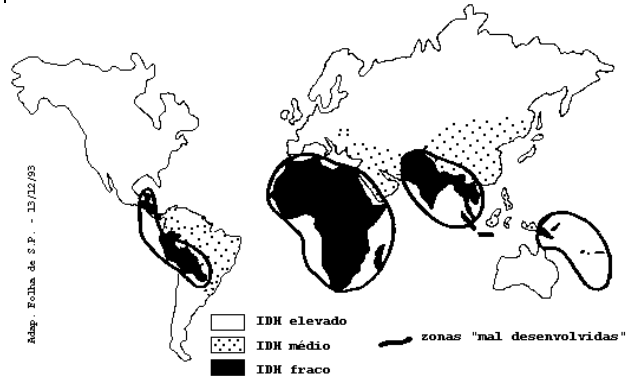 Adap. Folha de S.P. - 13/12/93
IDH elevado
IDH médio
IDH fraco
zonas "mal desenvolvidas"